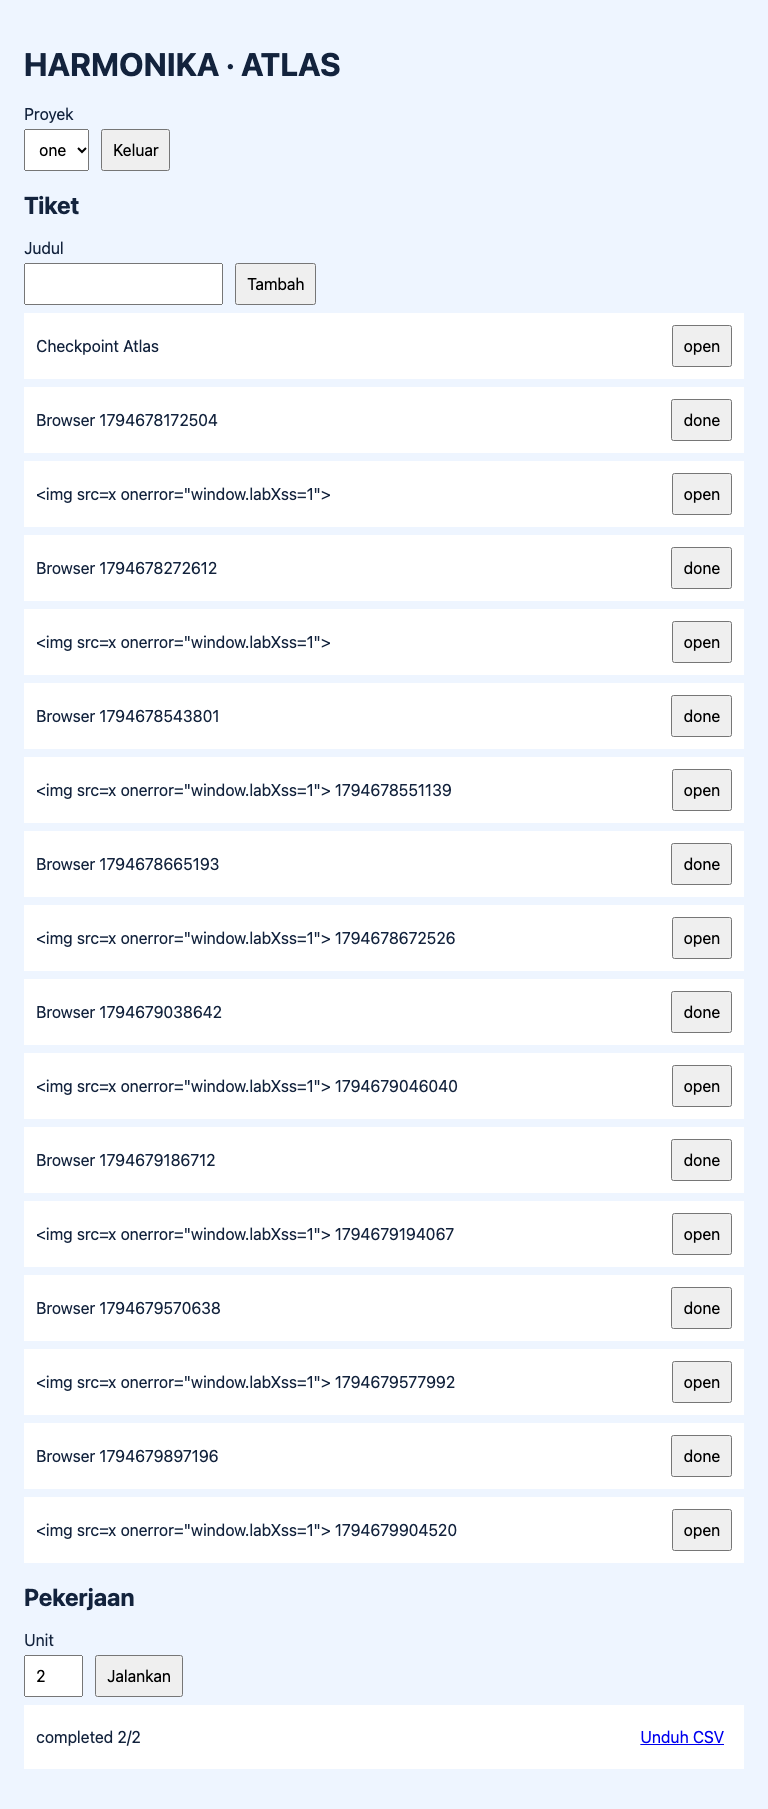 HARMONIKA · ATLAS
Proyek
one Keluar
Tiket
Judul
Tambah
Checkpoint Atlas open
Browser 1794678172504 done
<img src=x onerror="window.labXss=1"> open
Browser 1794678272612 done
<img src=x onerror="window.labXss=1"> open
Browser 1794678543801 done
<img src=x onerror="window.labXss=1"> 1794678551139 open
Browser 1794678665193 done
<img src=x onerror="window.labXss=1"> 1794678672526 open
Browser 1794679038642 done
<img src=x onerror="window.labXss=1"> 1794679046040 open
Browser 1794679186712 done
<img src=x onerror="window.labXss=1"> 1794679194067 open
Browser 1794679570638 done
<img src=x onerror="window.labXss=1"> 1794679577992 open
Browser 1794679897196 done
<img src=x onerror="window.labXss=1"> 1794679904520 open
Pekerjaan
Unit
2 Jalankan
completed 2/2 Unduh CSV